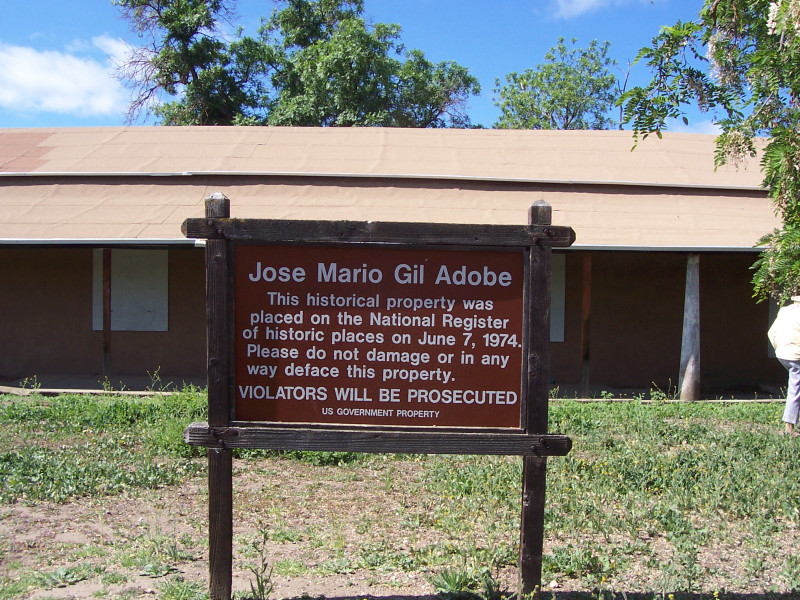 Jose Mario Gil Adobe
This historical property was
placed on the National Register
of historic places on June 7, 1974.
Please do not damage or in any
way deface this property.
VIOLATORS WILL BE PROSECUTED
US GOVERNMENT PROPERTY